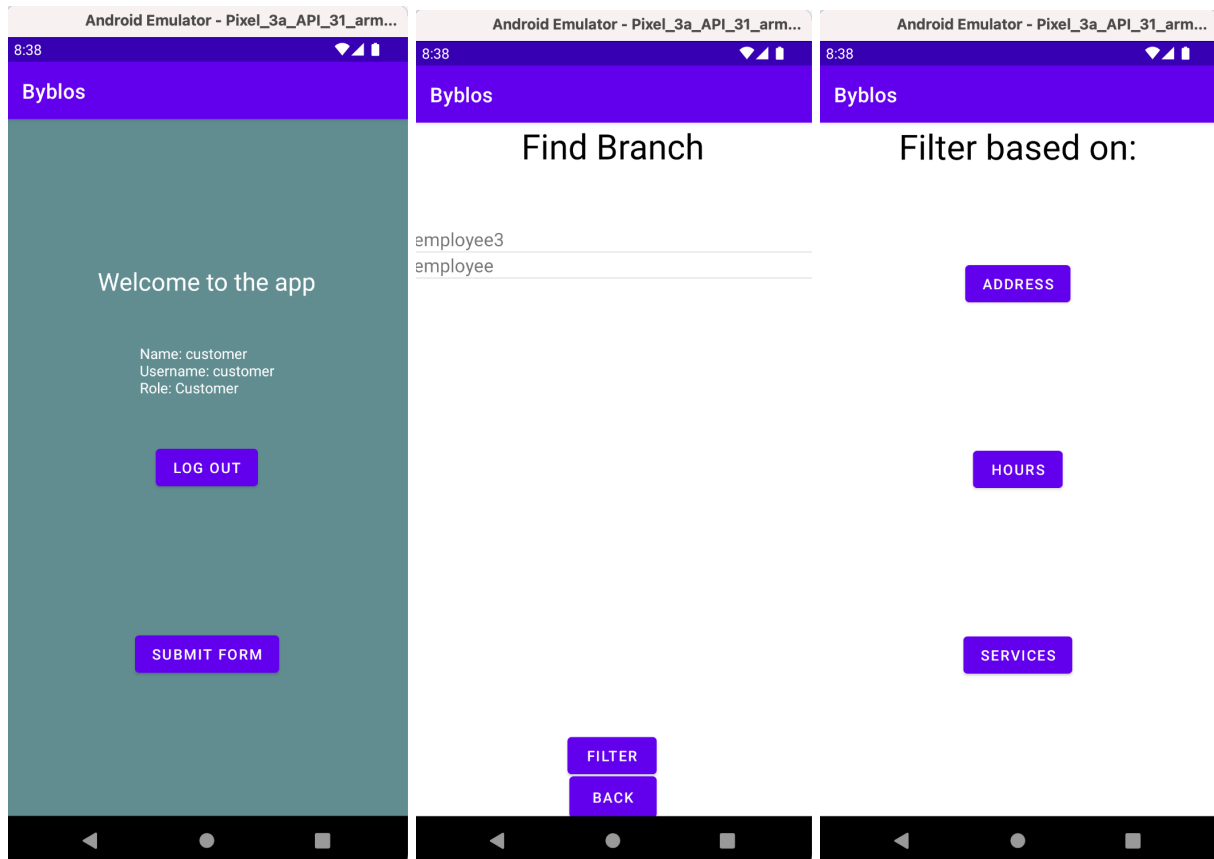 Android Emulator - Pixel_3a_API_31_arm...
8:38
Byblos
Welcome to the app
Name: customer
Username: customer
Role: Customer
LOG OUT
SUBMIT FORM
Android Emulator - Pixel_3a_API_31_arm...
8:38
Byblos
Find Branch
employee3
employee
FILTER
BACK
Android Emulator - Pixel_3a_API_31_arm...
8:38
Byblos
Filter based on:
ADDRESS
HOURS
SERVICES